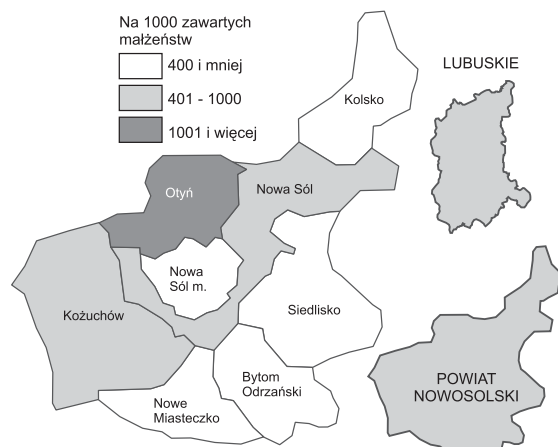 Na 1000 zawartych
małżeństw
400 i mniej
401 - 1000
1001 i więcej
LUBUSKIE
Kolsko
Otyń
Nowa Sól
Nowa
Sól m.
Siedlisko
Kożuchów
Bytom
Odrzański
Nowe
Miasteczko
POWIAT
NOWOSOLSKI